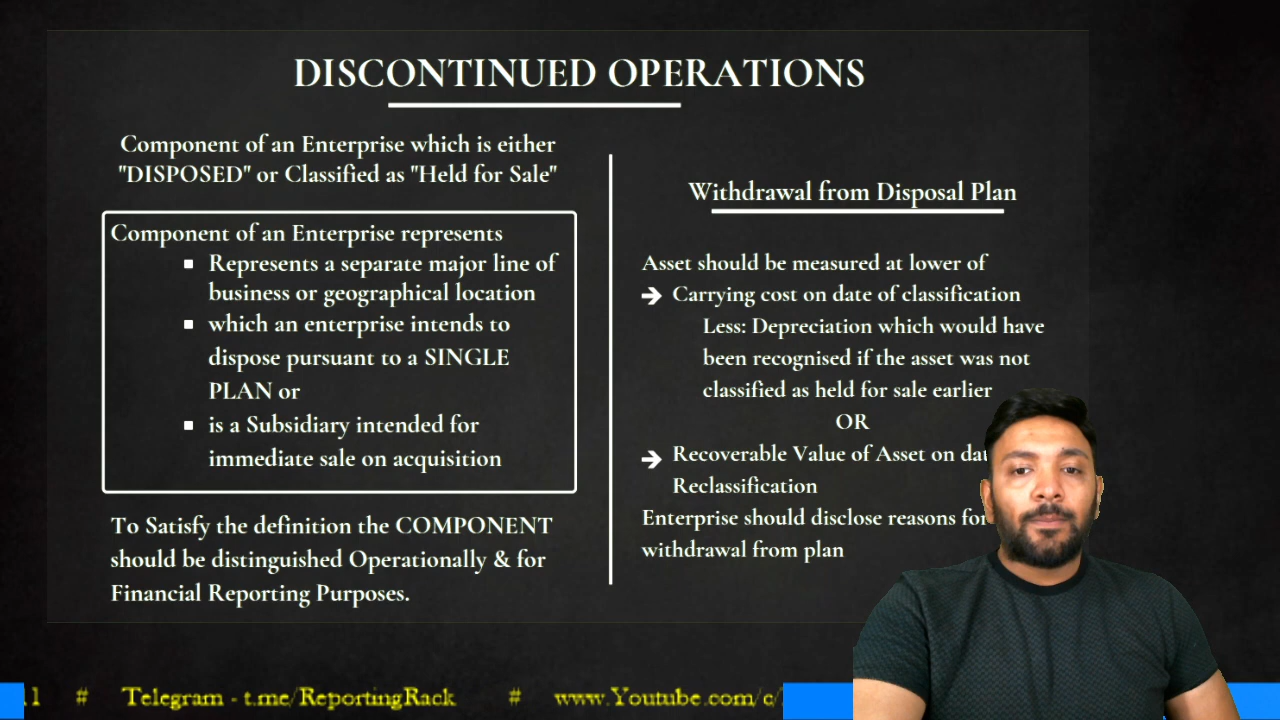 DISCONTINUED OPERATIONS
Component of an Enterprise which is either
"DISPOSED" or Classified as "Held for Sale"
Component of an Enterprise represents
Represents a separate major line of
business or geographical location
which an enterprise intends to
dispose pursuant to a SINGLE
PLAN or
is a Subsidiary intended for
immediate sale on acquisition
To Satisfy the definition the COMPONENT
should be distinguished Operationally & for
Financial Reporting Purposes.
Withdrawal from Disposal Plan
Asset should be measured at lower of
Carrying cost on date of classification
Less: Depreciation which would have
been recognised if the asset was not
classified as held for sale earlier
OR
Recoverable Value of Asset on
Reclassification
Enterprise should disclose reasons for
withdrawal from plan
# Telegram - t.me/ReportingRack # www.Youtube.com/c/